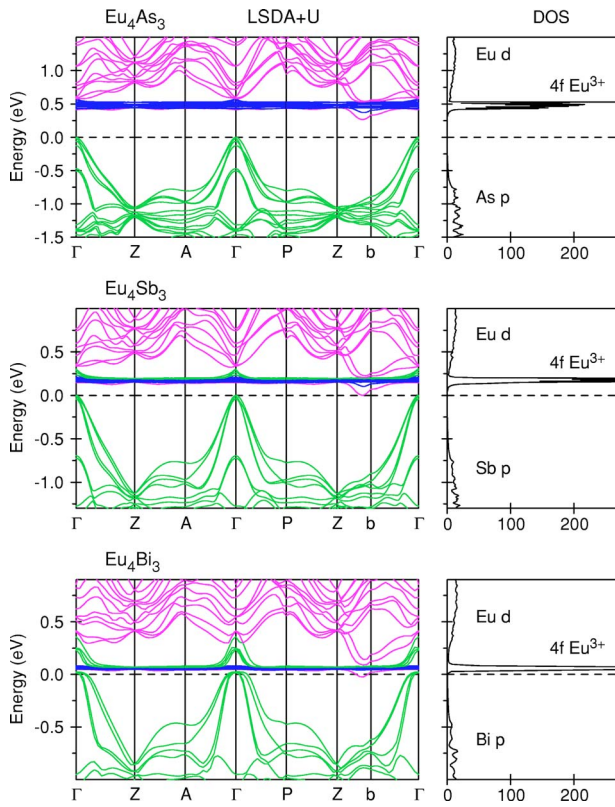 Eu4As3 LSDA+U DOS
Energy (eV)
1.0
0.5
0.0
-0.5
-1.0
-1.5
Γ Z A Γ P Z b Γ
Eu d
4f Eu3+
As p
0 100 200
Eu4Sb3
Energy (eV)
0.5
0.0
-0.5
-1.0
Γ Z A Γ P Z b Γ
Eu d
4f Eu3+
Sb p
0 100 200
Eu4Bi3
Energy (eV)
0.5
0.0
-0.5
Γ Z A Γ P Z b Γ
Eu d
4f Eu3+
Bi p
0 100 200